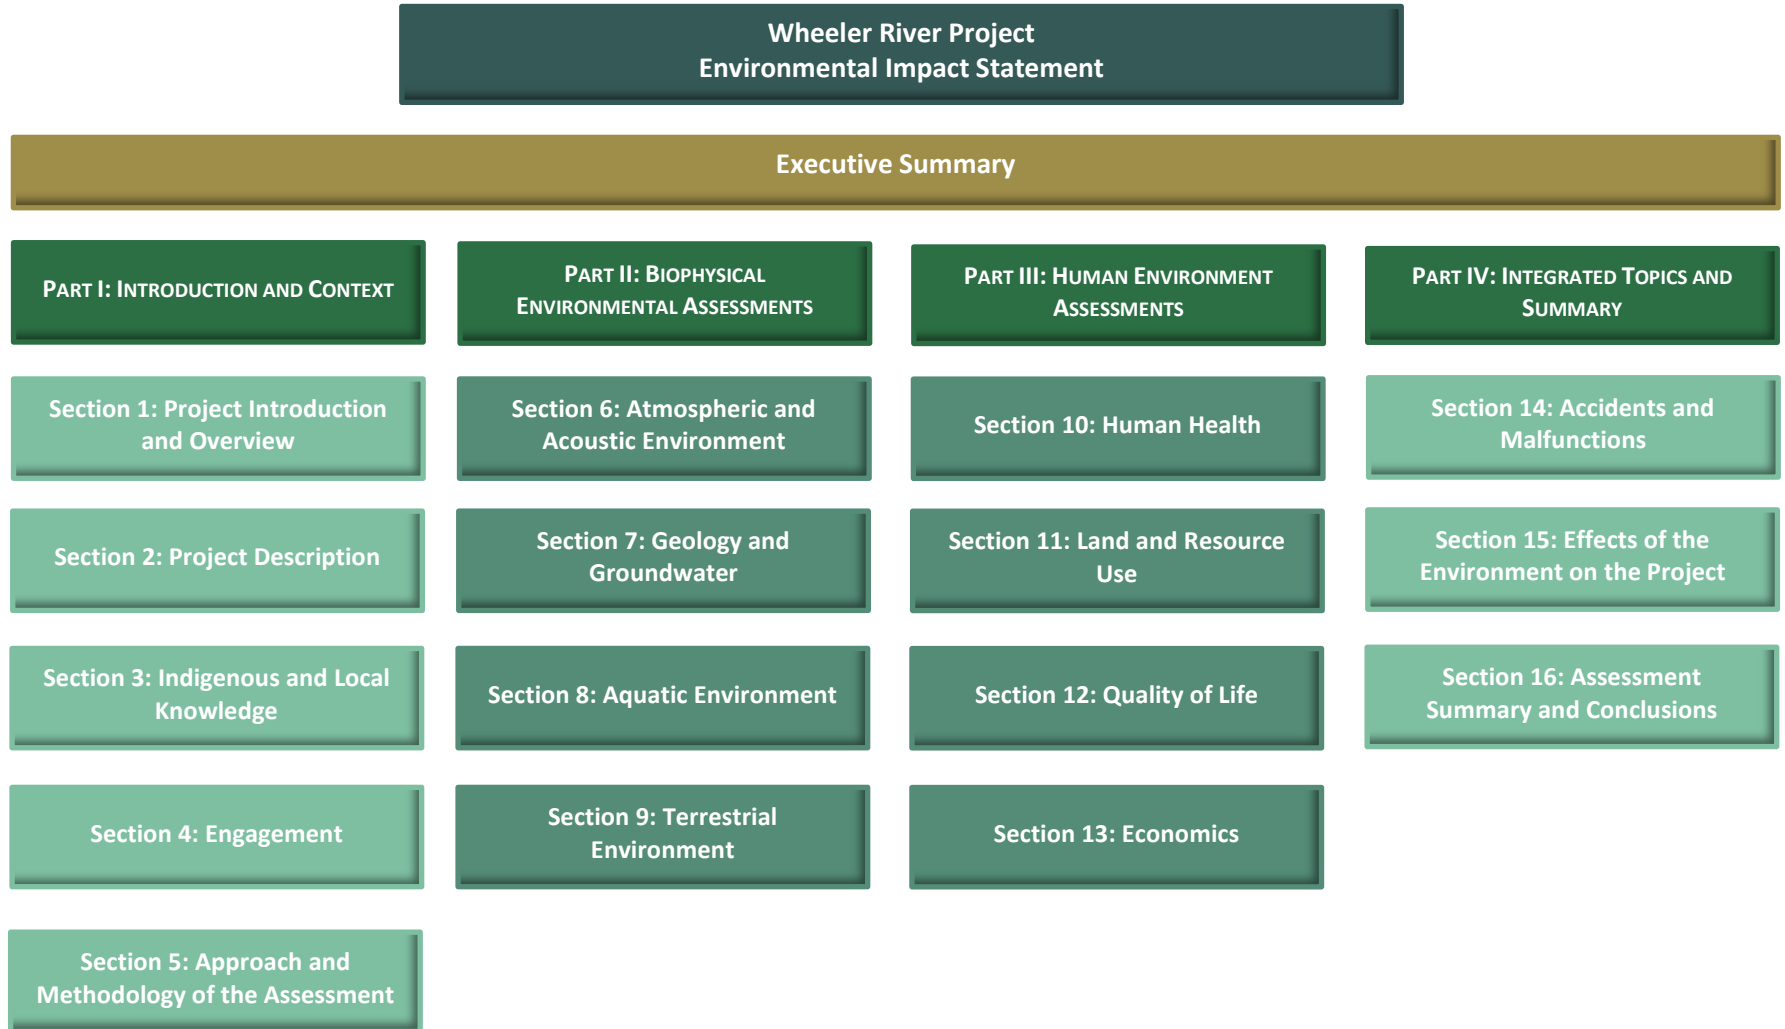 Wheeler River Project
Environmental Impact Statement
Executive Summary
PART I: INTRODUCTION AND CONTEXT
Section 1: Project Introduction
and Overview
Section 2: Project Description
Section 3: Indigenous and Local
Knowledge
Section 4: Engagement
Section 5: Approach and
Methodology of the Assessment
PART II: BIOPHYSICAL
ENVIRONMENTAL ASSESSMENTS
Section 6: Atmospheric and
Acoustic Environment
Section 7: Geology and
Groundwater
Section 8: Aquatic Environment
Section 9: Terrestrial
Environment
PART III: HUMAN ENVIRONMENT
ASSESSMENTS
Section 10: Human Health
Section 11: Land and Resource
Use
Section 12: Quality of Life
Section 13: Economics
PART IV: INTEGRATED TOPICS AND
SUMMARY
Section 14: Accidents and
Malfunctions
Section 15: Effects of the
Environment on the Project
Section 16: Assessment
Summary and Conclusions